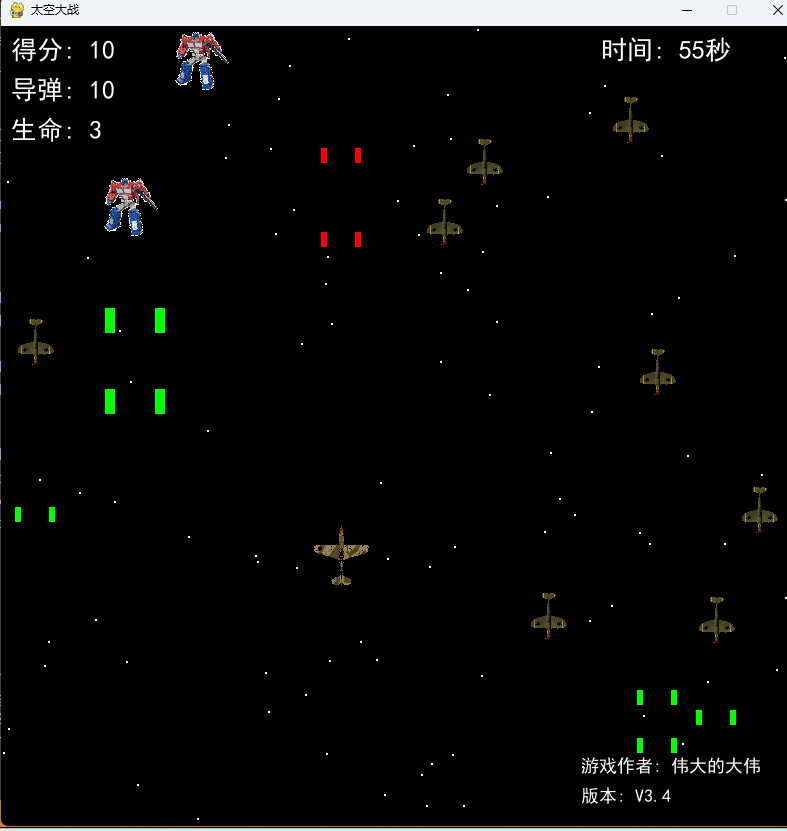 太空大战
得分: 10
时间: 55秒
导弹: 10
生命: 3
游戏作者: 伟大的大伟
版本: V3.4